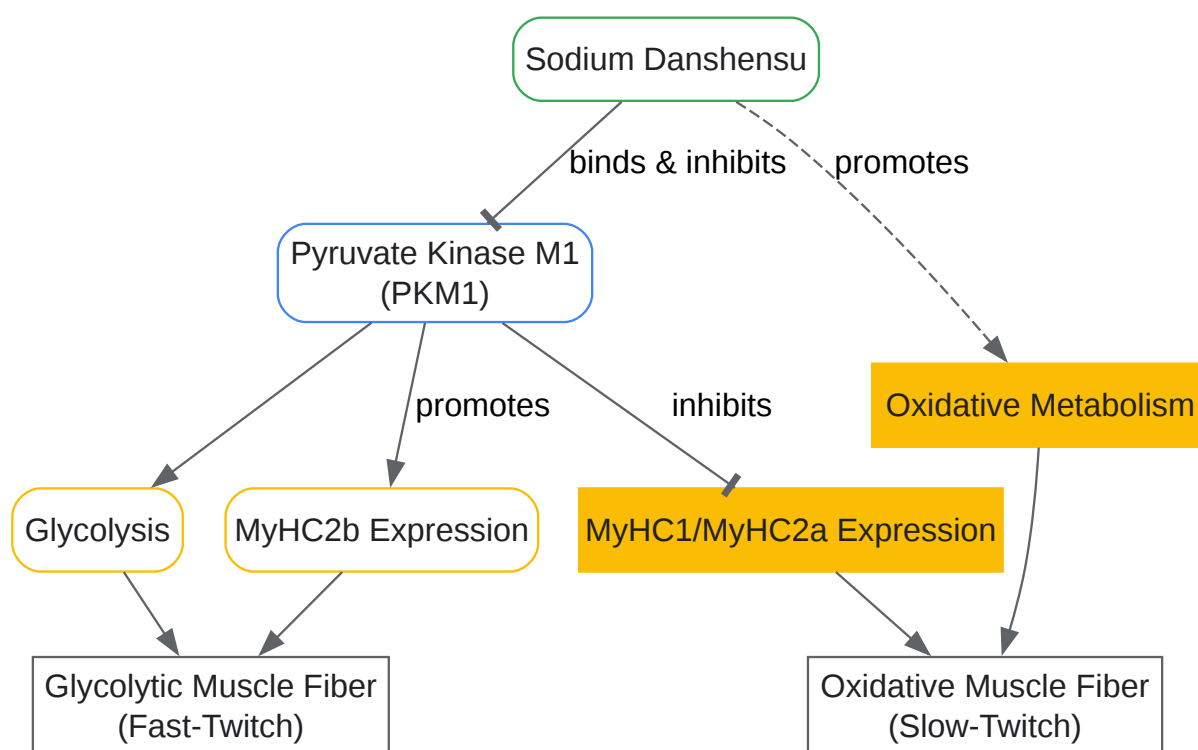 Sodium Danshensu
binds & inhibits
promotes
Pyruvate Kinase M1
(PKM1)
promotes
inhibits
Oxidative Metabolism
Glycolysis
MyHC2b Expression
MyHC1/MyHC2a Expression
Glycolytic Muscle Fiber
(Fast-Twitch)
Oxidative Muscle Fiber
(Slow-Twitch)